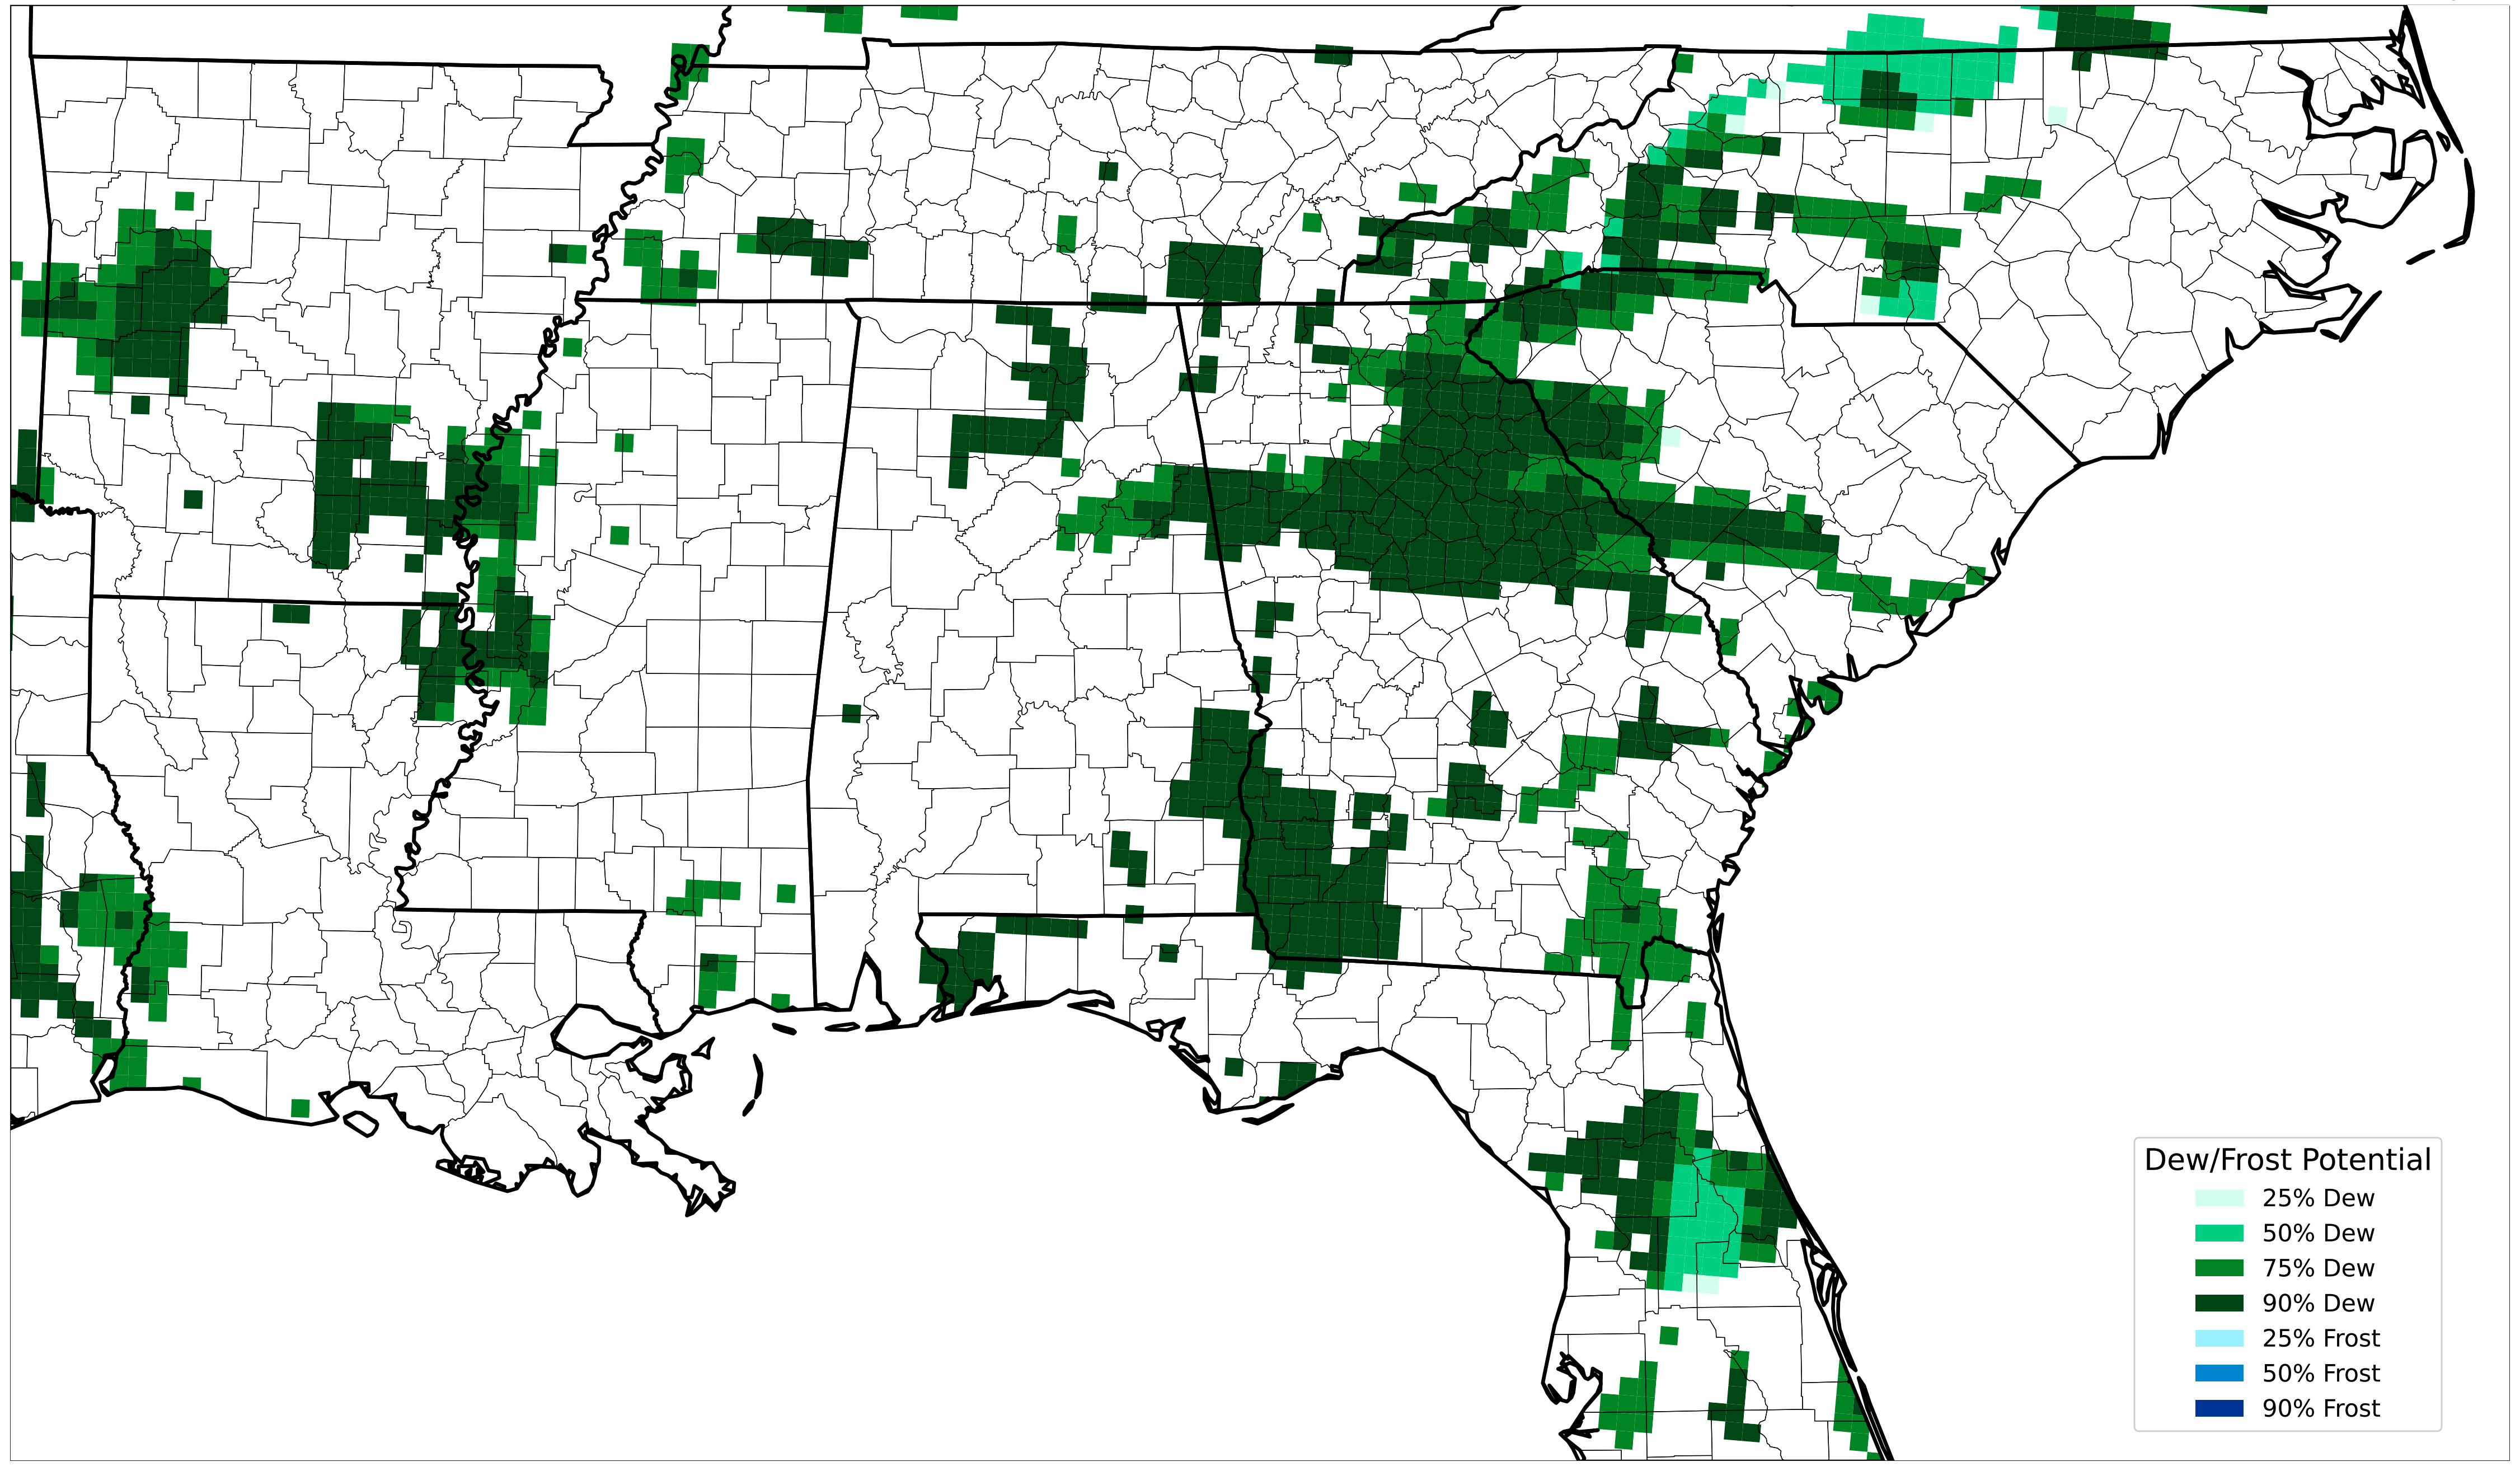 Dew/Frost Potential
25% Dew
50% Dew
75% Dew
90% Dew
25% Frost
50% Frost
90% Frost